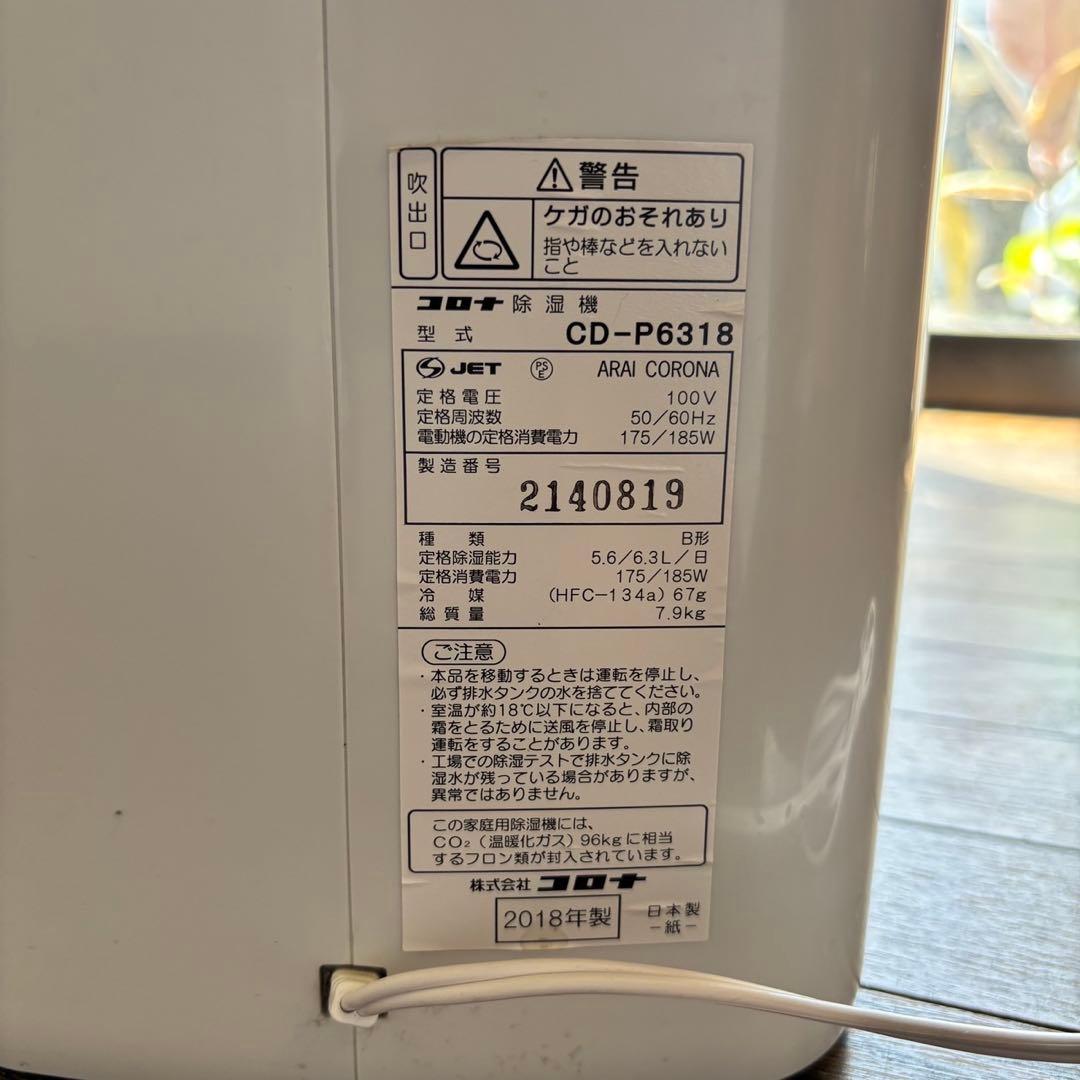 吹出口
⚠警告
ケガのおそれあり
指や棒などを入れない
こと
コロナ 除湿機
型式 CD-P6318
JET PSE ARAI CORONA
定格電圧 100V
定格周波数 50/60Hz
電動機の定格消費電力 175/185W
製造番号
2140819
種類 B形
定格除湿能力 5.6/6.3L/日
定格消費電力 175/185W
冷媒 (HFC-134a) 67g
総質量 7.9kg
ご注意
・本品を移動するときは運転を停止し、
必ず排水タンクの水を捨ててください。
・室温が約18℃以下になると、内部の
霜をとるために送風を停止し、霜取り
運転をすることがあります。
・工場での除湿テストで排水タンクに除
湿水が残っている場合がありますが、
異常ではありません。
この家庭用除湿機には、
CO₂（温暖化ガス）96kgに相当
するフロン類が封入されています。
株式会社 コロナ
2018年製 日本製
-紙-